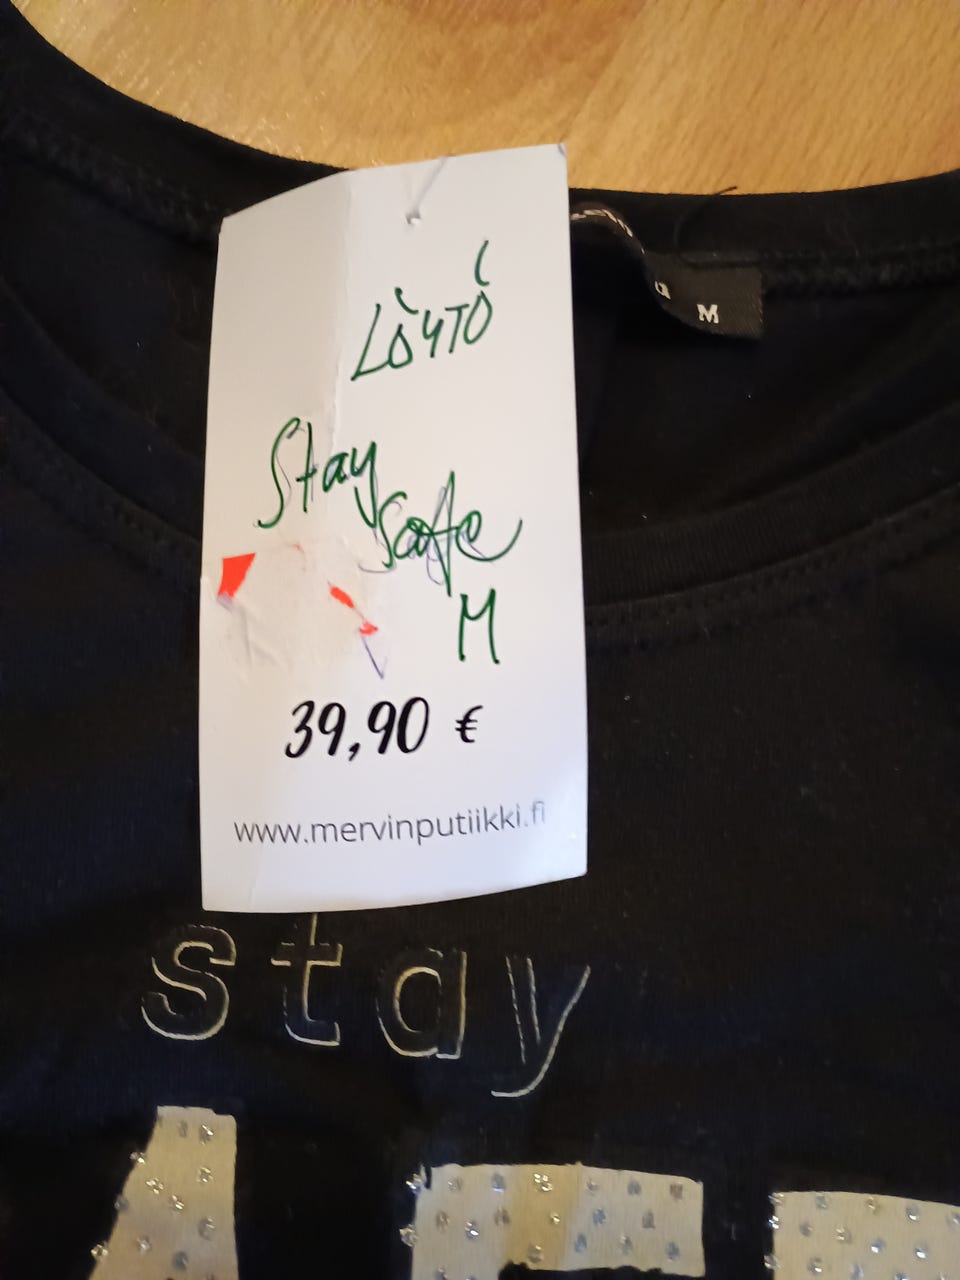 LÖYTÖ
M
Stay
Safe
M
39,90 €
www.mervinputiikki.fi
stay